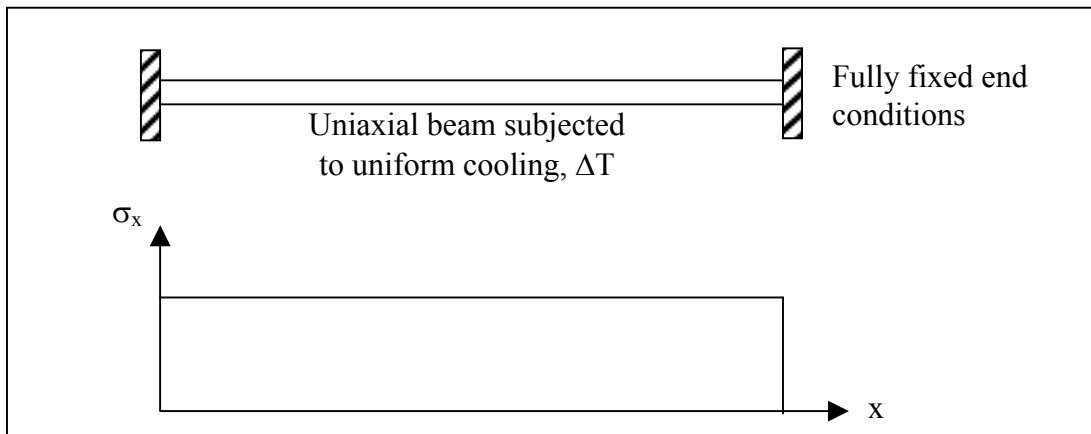 Fully fixed end
conditions
Uniaxial beam subjected
to uniform cooling, ΔT
σx
x